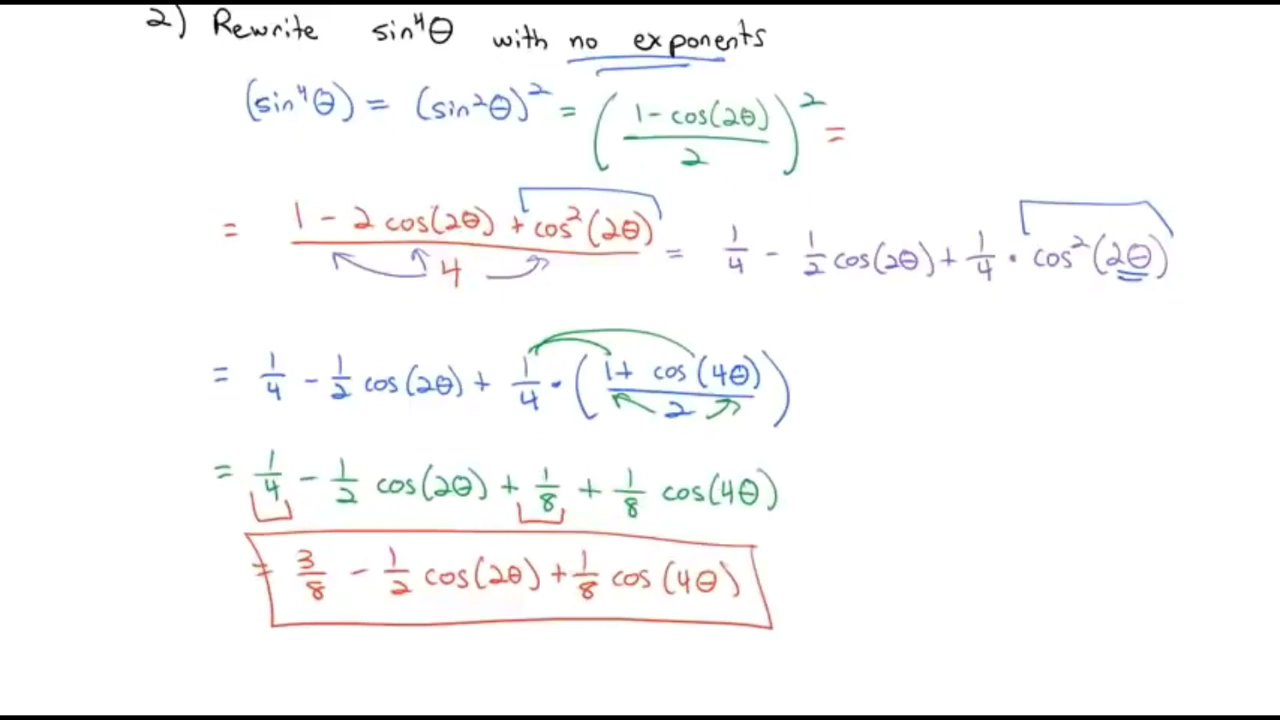 2) Rewrite sin⁴θ with no exponents
(sin⁴θ) = (sin²θ)² = ((1 - cos(2θ))/2)² =
= (1 - 2 cos(2θ) + cos²(2θ))/4 = 1/4 - 1/2 cos(2θ) + 1/4 · cos²(2θ)
= 1/4 - 1/2 cos(2θ) + 1/4 · ((1 + cos(4θ))/2)
= 1/4 - 1/2 cos(2θ) + 1/8 + 1/8 cos(4θ)
= 3/8 - 1/2 cos(2θ) + 1/8 cos(4θ)